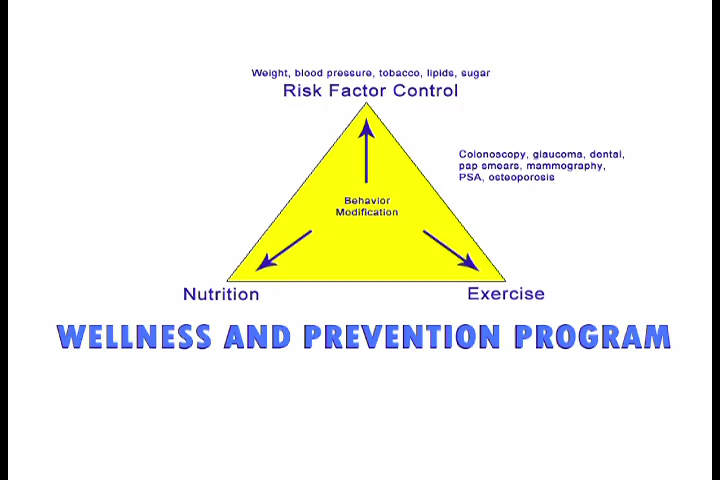 Weight, blood pressure, tobacco, lipids, sugar
Risk Factor Control
Colonoscopy, glaucoma, dental,
pap smears, mammography,
PSA, osteoporosis
Behavior
Modification
Nutrition
Exercise
WELLNESS AND PREVENTION PROGRAM